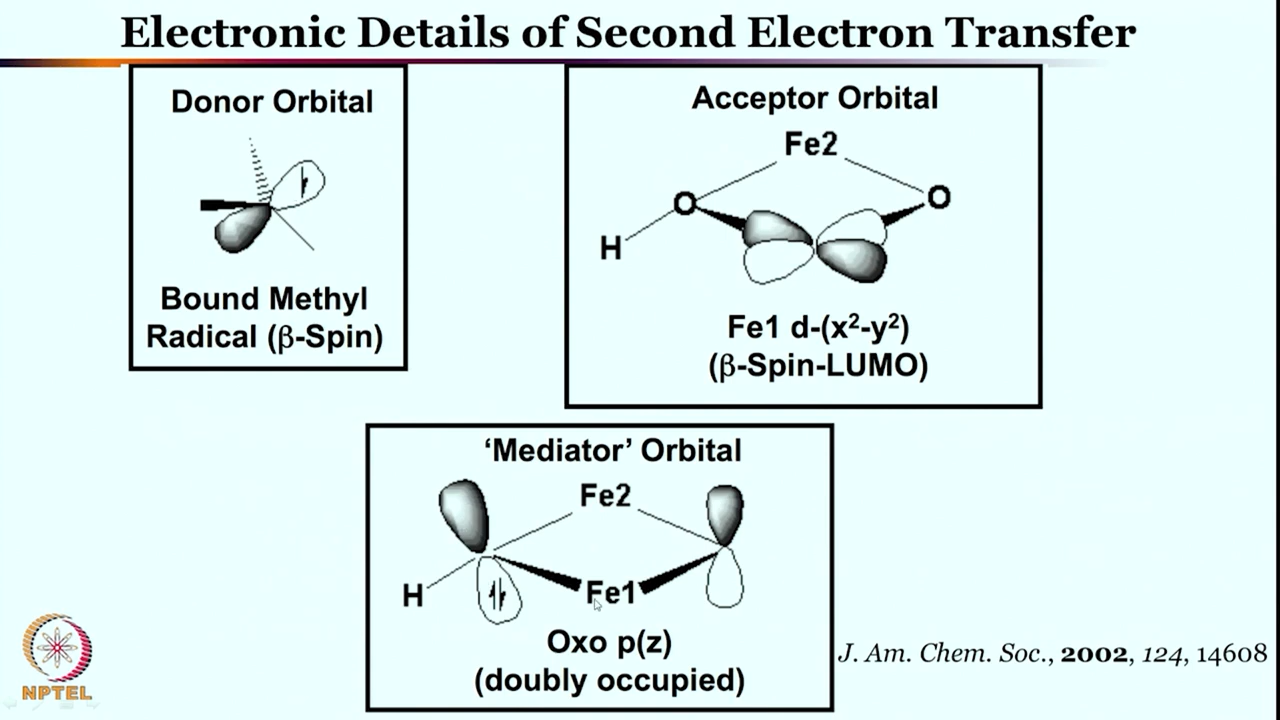 Electronic Details of Second Electron Transfer
Donor Orbital
Bound Methyl
Radical (β-Spin)
Acceptor Orbital
Fe2
O
O
H
Fe1 d-(x²-y²)
(β-Spin-LUMO)
‘Mediator’ Orbital
Fe2
H
Fe1
Oxo p(z)
(doubly occupied)
J. Am. Chem. Soc., 2002, 124, 14608
NPTEL